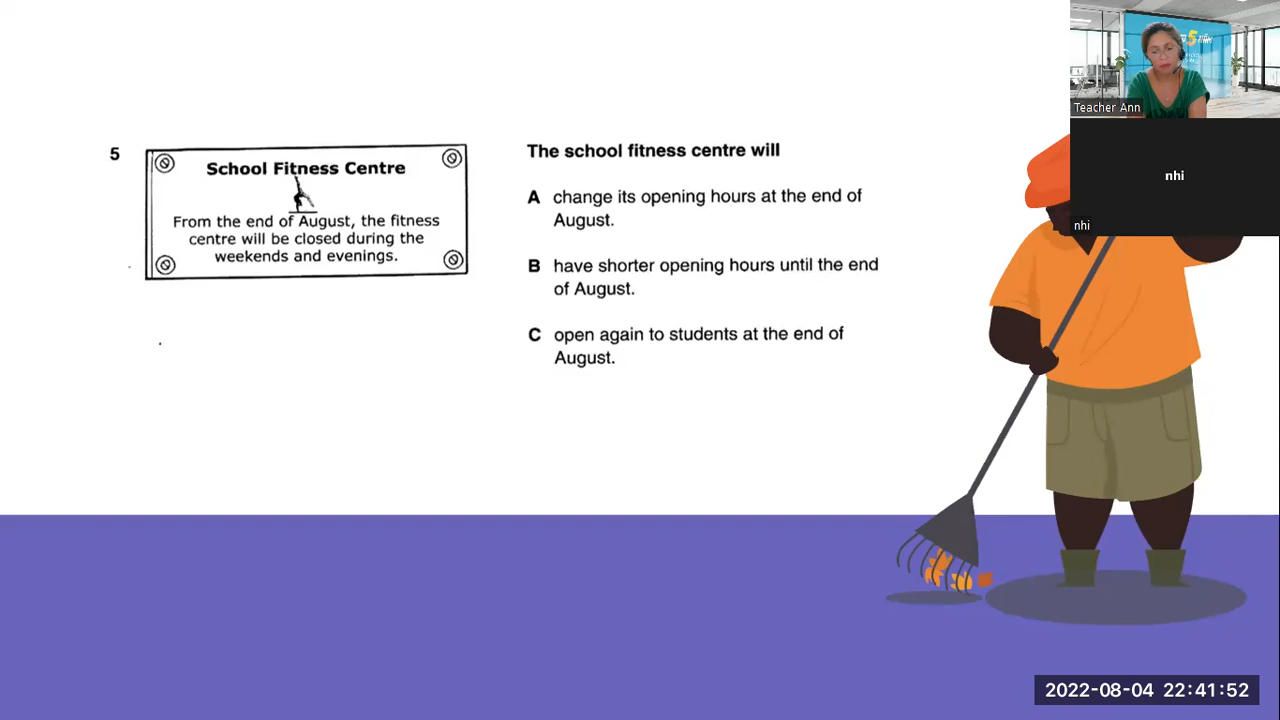 5
School Fitness Centre
From the end of August, the fitness
centre will be closed during the
weekends and evenings.
The school fitness centre will
A change its opening hours at the end of
August.
B have shorter opening hours until the end
of August.
C open again to students at the end of
August.
Teacher Ann
nhi
nhi
2022-08-04 22:41:52